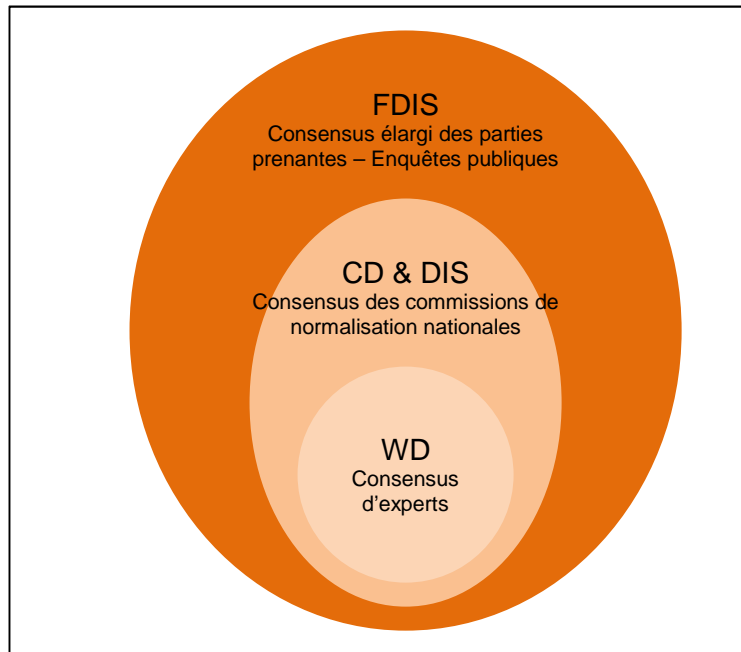 FDIS
Consensus élargi des parties
prenantes – Enquêtes publiques
CD & DIS
Consensus des commissions de
normalisation nationales
WD
Consensus
d’experts